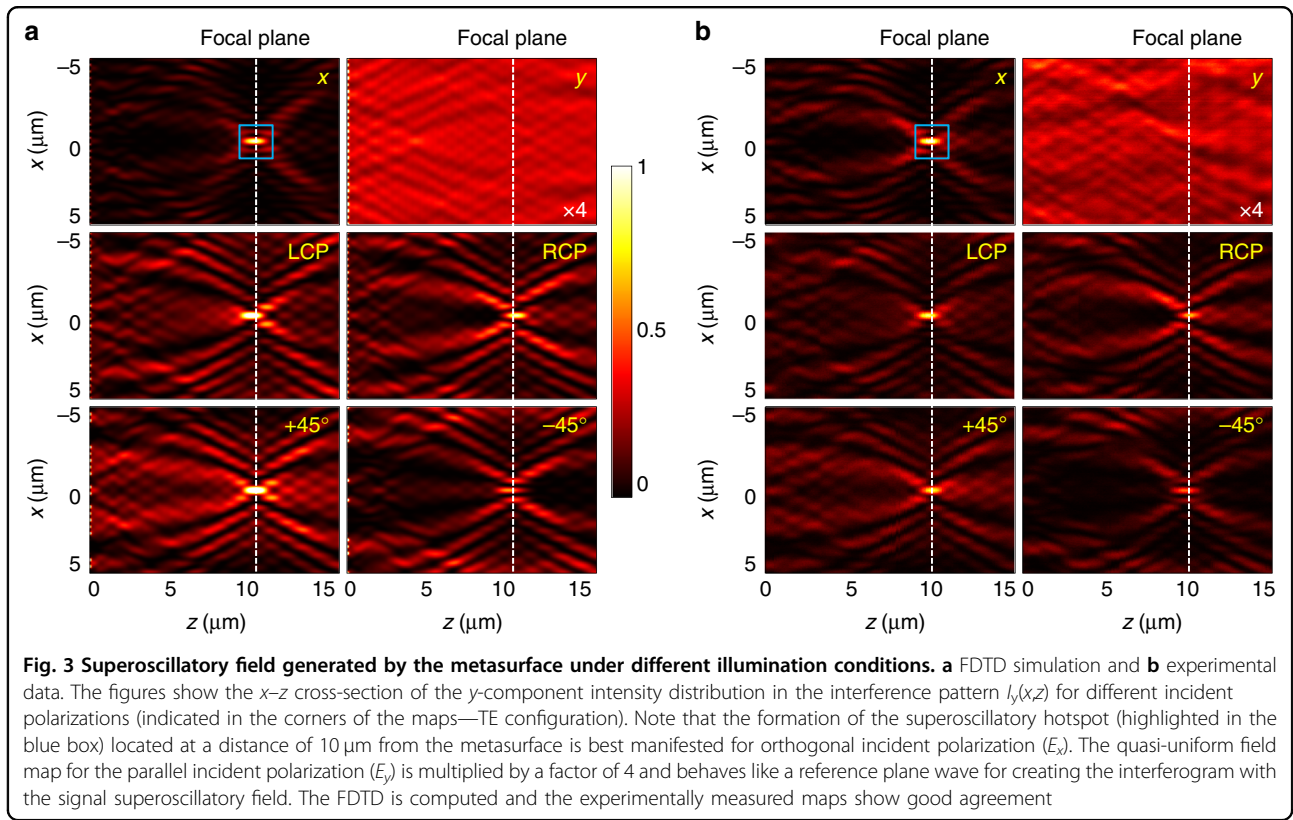 a
b
Focal plane
Focal plane
Focal plane
Focal plane
–5
0
5
x (μm)
x
y
×4
–5
0
5
x (μm)
x
y
×4
–5
0
5
x (μm)
LCP
RCP
–5
0
5
x (μm)
LCP
RCP
–5
0
5
x (μm)
+45°
–45°
–5
0
5
x (μm)
+45°
–45°
1
0.5
0
0
5
10
15
0
5
10
15
0
5
10
15
0
5
10
15
z (μm)
z (μm)
z (μm)
z (μm)
Fig. 3 Superoscillatory field generated by the metasurface under different illumination conditions. a FDTD simulation and b experimental
data. The figures show the x–z cross-section of the y-component intensity distribution in the interference pattern Iy(x,z) for different incident
polarizations (indicated in the corners of the maps—TE configuration). Note that the formation of the superoscillatory hotspot (highlighted in the
blue box) located at a distance of 10 μm from the metasurface is best manifested for orthogonal incident polarization (Ex). The quasi-uniform field
map for the parallel incident polarization (Ey) is multiplied by a factor of 4 and behaves like a reference plane wave for creating the interferogram with
the signal superoscillatory field. The FDTD is computed and the experimentally measured maps show good agreement